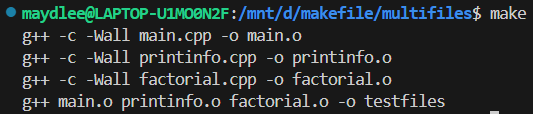 maydlee@LAPTOP-U1MO0N2F:/mnt/d/makefile/multifiles$ make
g++ -c -Wall main.cpp -o main.o
g++ -c -Wall printinfo.cpp -o printinfo.o
g++ -c -Wall factorial.cpp -o factorial.o
g++ main.o printinfo.o factorial.o -o testfiles